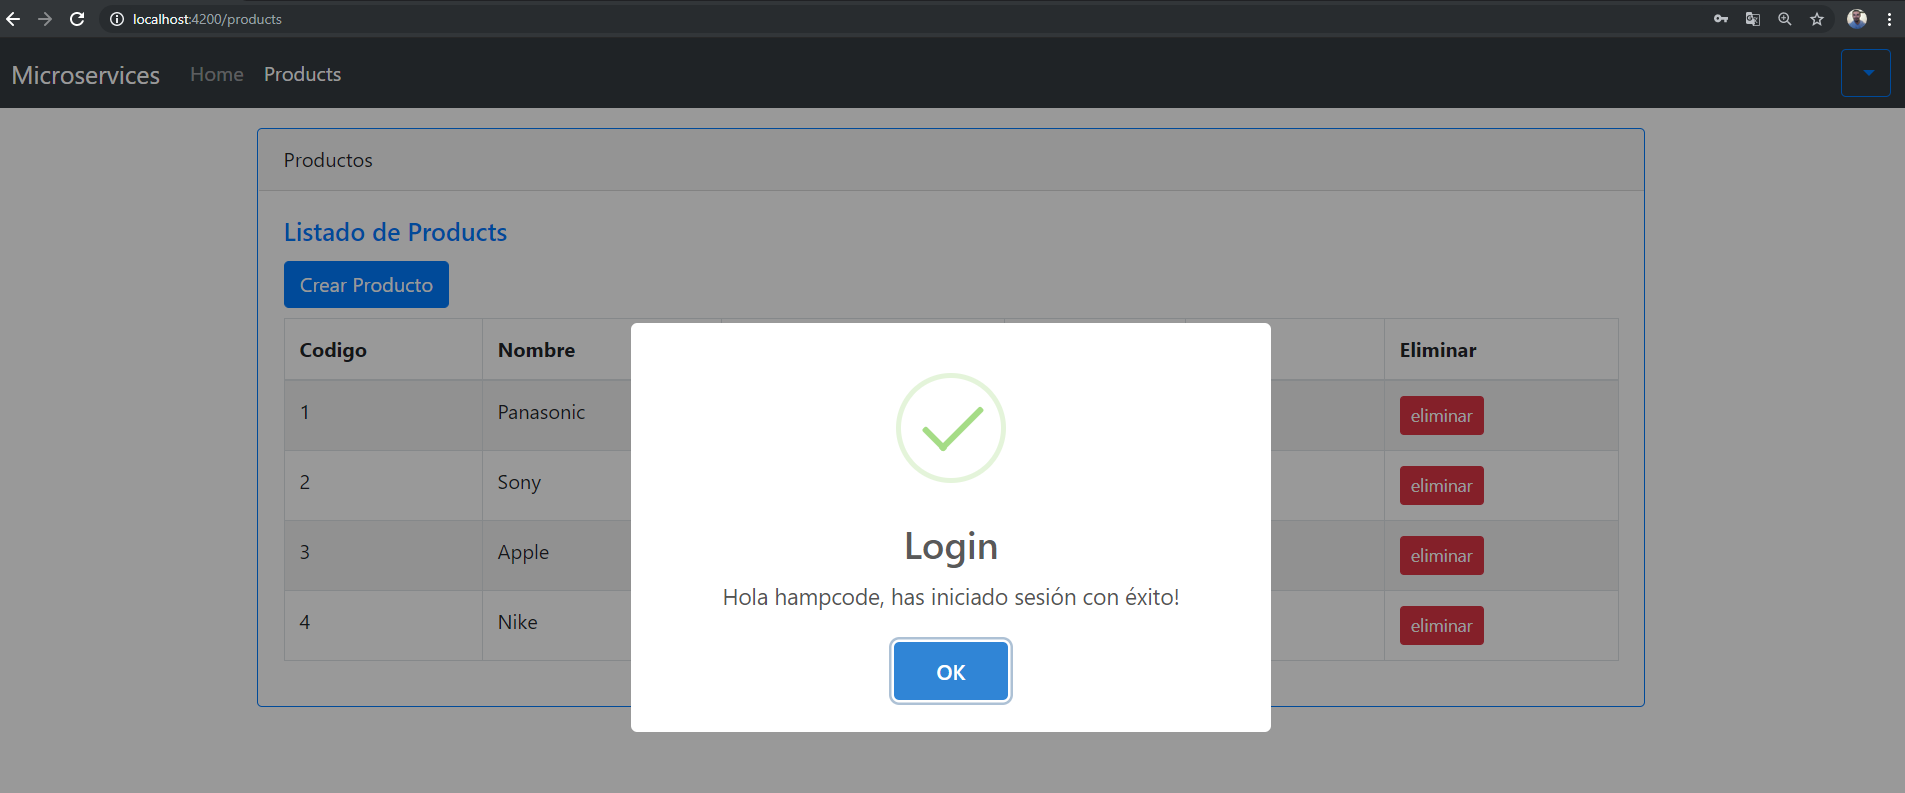 localhost:4200/products
Microservices Home Products
Productos
Listado de Products
Crear Producto
Codigo Nombre Eliminar
1 Panasonic eliminar
2 Sony eliminar
3 Apple eliminar
4 Nike eliminar
Login
Hola hampcode, has iniciado sesión con éxito!
OK